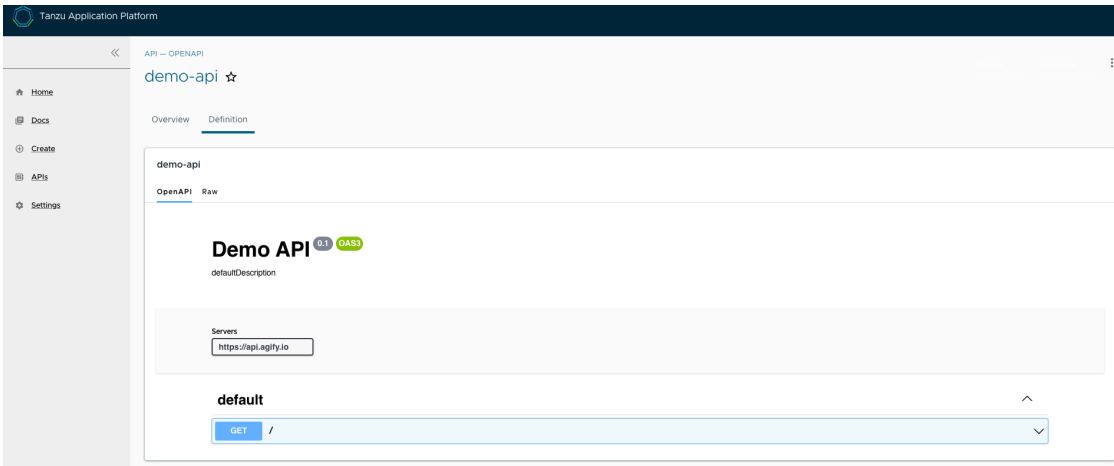 Tanzu Application Platform
API — OPENAPI
demo-api
Home
Docs
Create
APIs
Settings
Overview Definition
demo-api
OpenAPI Raw
Demo API 0.1 OAS3
defaultDescription
Servers
https://api.agify.io
default
GET /